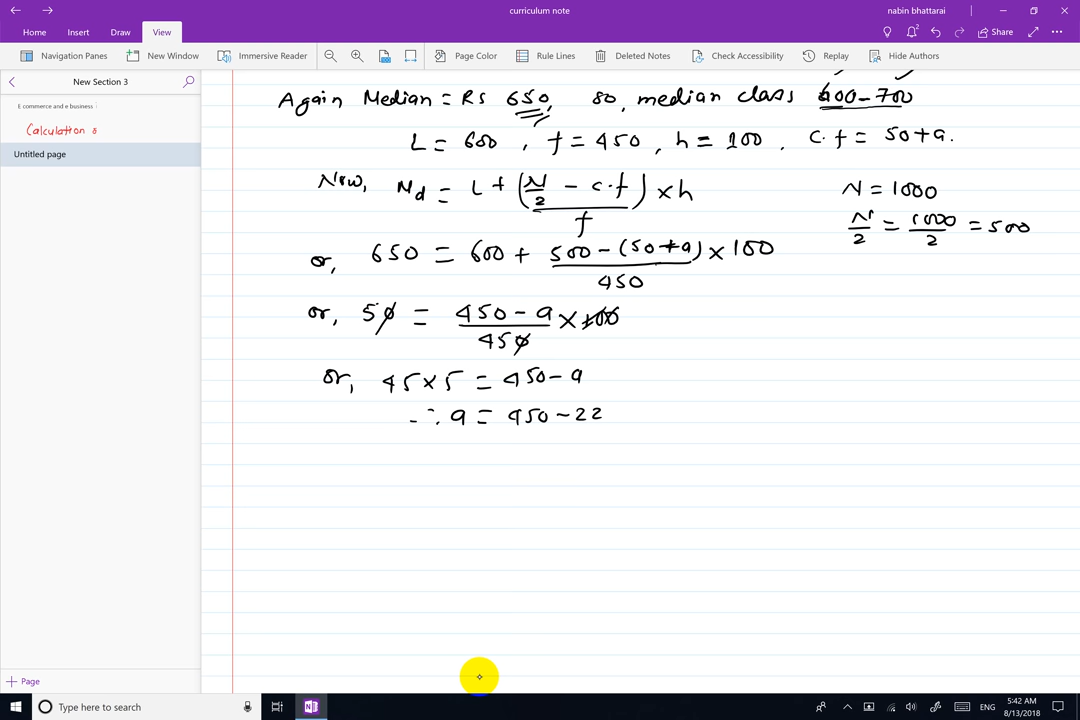 curriculum note
nabin bhattarai
Home Insert Draw View
Share
Navigation Panes New Window Immersive Reader Page Color Rule Lines Deleted Notes Check Accessibility Replay Hide Authors
New Section 3
E commerce and e business :
Calculation
Untitled page
Again Median = Rs 650, so, median class 600-700
L = 600, f = 450, h = 100, c.f = 50+a.
Now, Md = L + (N/2 - c.f)/f × h
N = 1000
N/2 = 1000/2 = 500
or, 650 = 600 + 500-(50+a)/450 × 100
or, 50 = 450-a/450 × 100
or, 45×5 = 450-a
∴ a = 450-22
+ Page
Type here to search
ENG
5:42 AM
8/13/2018